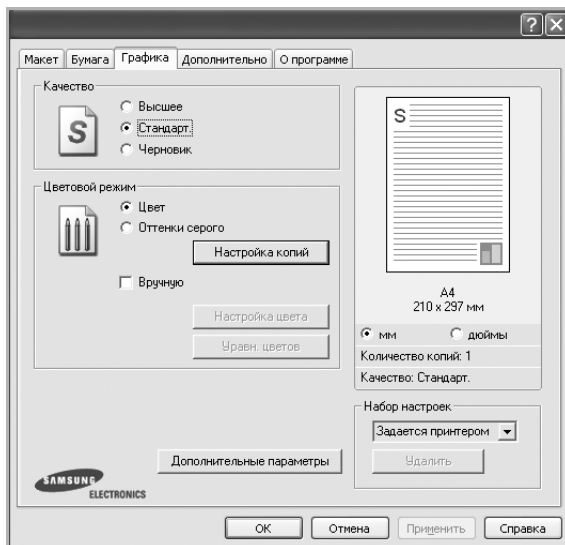 Макет Бумага Графика Дополнительно О программе
Качество
S
Высшее
Стандарт.
Черновик
Цветовой режим
Цвет
Оттенки серого
Настройка копий
Вручную
Настройка цвета
Уравн. цветов
S
A4
210 x 297 мм
мм дюймы
Количество копий: 1
Качество: Стандарт.
Набор настроек
Задается принтером
Удалить
Дополнительные параметры
SAMSUNG
ELECTRONICS
OK Отмена Применить Справка